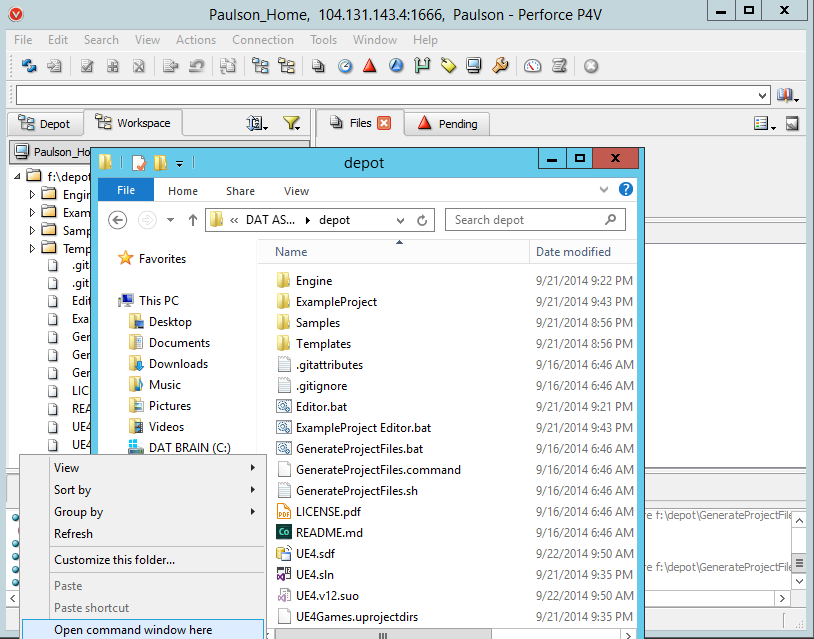 Paulson_Home, 104.131.143.4:1666, Paulson - Perforce P4V
File Edit Search View Actions Connection Tools Window Help
Depot Workspace Files Pending
Paulson_Ho
f:\depot
Engin
Exam
Samp
Temp
.gita
.giti
Edit
Exa
Gen
Gen
Gen
LIC
REA
UE4
UE4
depot
File Home Share View
« DAT AS... depot Search depot
Favorites
This PC
Desktop
Documents
Downloads
Music
Pictures
Videos
DAT BRAIN (C:)
Name Date modified
Engine 9/21/2014 9:22 PM
ExampleProject 9/21/2014 9:43 PM
Samples 9/21/2014 8:56 PM
Templates 9/21/2014 8:56 PM
.gitattributes 9/16/2014 6:46 AM
.gitignore 9/16/2014 6:46 AM
Editor.bat 9/21/2014 9:21 PM
ExampleProject Editor.bat 9/21/2014 9:43 PM
GenerateProjectFiles.bat 9/16/2014 6:46 AM
GenerateProjectFiles.command 9/16/2014 6:46 AM
GenerateProjectFiles.sh 9/16/2014 6:46 AM
LICENSE.pdf 9/16/2014 6:46 AM
README.md 9/16/2014 6:46 AM
UE4.sdf 9/22/2014 9:50 AM
UE4.sln 9/21/2014 9:35 PM
UE4.v12.suo 9/22/2014 9:50 AM
UE4Games.uprojectdirs 9/21/2014 9:35 PM
View
Sort by
Group by
Refresh
Customize this folder...
Paste
Paste shortcut
Open command window here
re f:\depot\GenerateProjectFile
re f:\depot\GenerateProjectFile